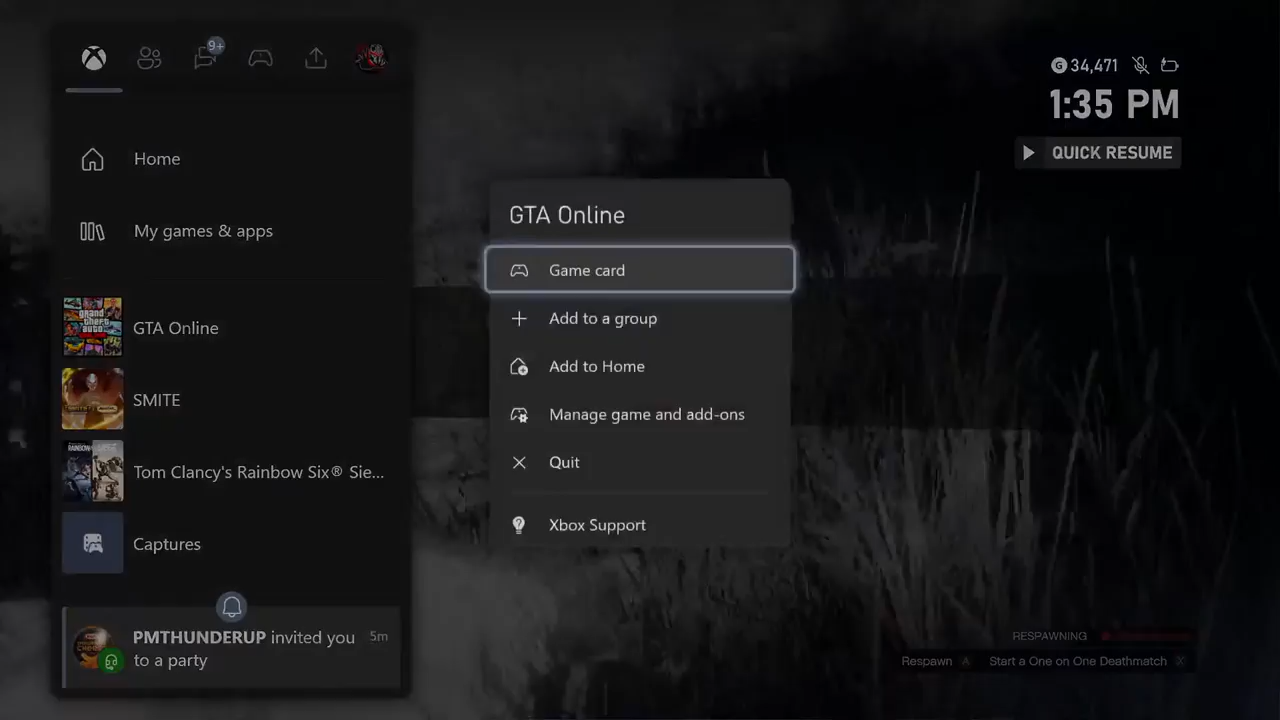 9+
Home
My games & apps
GTA Online
SMITE
Tom Clancy's Rainbow Six® Sie...
Captures
PMTHUNDERUP invited you
to a party
5m
GTA Online
Game card
Add to a group
Add to Home
Manage game and add-ons
Quit
Xbox Support
G 34,471
1:35 PM
QUICK RESUME
RESPAWNING
Respawn A Start a One on One Deathmatch X